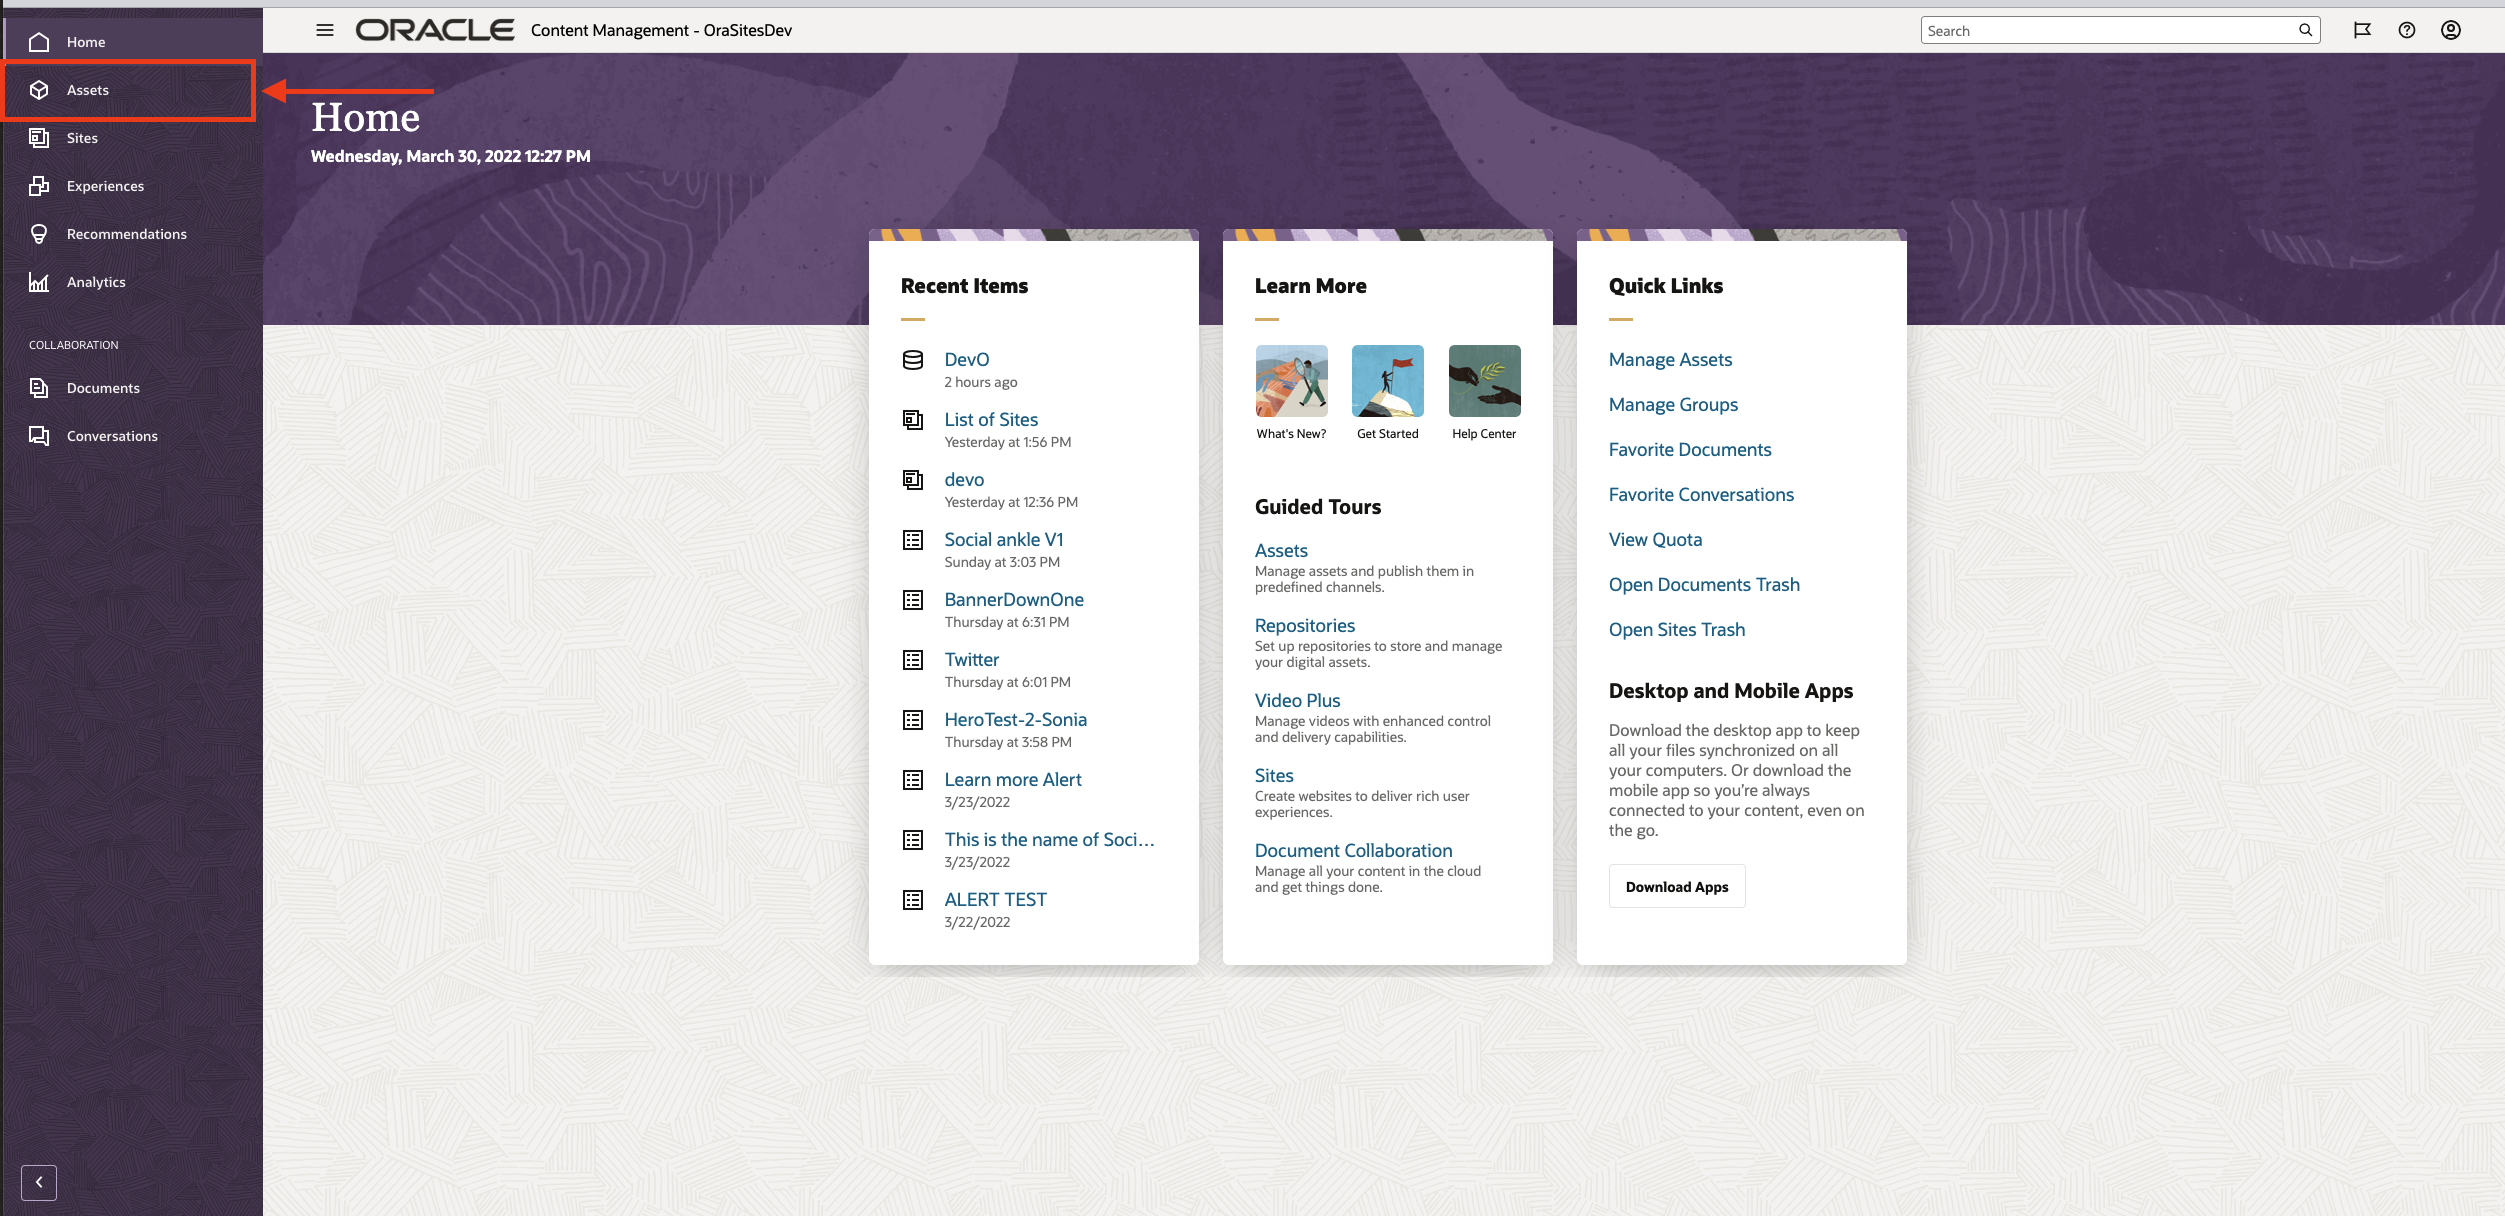 Home
Assets
Sites
Experiences
Recommendations
Analytics
COLLABORATION
Documents
Conversations
ORACLE Content Management - OraSitesDev
Search
Home
Wednesday, March 30, 2022 12:27 PM
Recent Items
DevO
2 hours ago
List of Sites
Yesterday at 1:56 PM
devo
Yesterday at 12:36 PM
Social ankle V1
Sunday at 3:03 PM
BannerDownOne
Thursday at 6:31 PM
Twitter
Thursday at 6:01 PM
HeroTest-2-Sonia
Thursday at 3:58 PM
Learn more Alert
3/23/2022
This is the name of Soci...
3/23/2022
ALERT TEST
3/22/2022
Learn More
What's New?
Get Started
Help Center
Guided Tours
Assets
Manage assets and publish them in
predefined channels.
Repositories
Set up repositories to store and manage
your digital assets.
Video Plus
Manage videos with enhanced control
and delivery capabilities.
Sites
Create websites to deliver rich user
experiences.
Document Collaboration
Manage all your content in the cloud
and get things done.
Quick Links
Manage Assets
Manage Groups
Favorite Documents
Favorite Conversations
View Quota
Open Documents Trash
Open Sites Trash
Desktop and Mobile Apps
Download the desktop app to keep
all your files synchronized on all
your computers. Or download the
mobile app so you're always
connected to your content, even on
the go.
Download Apps